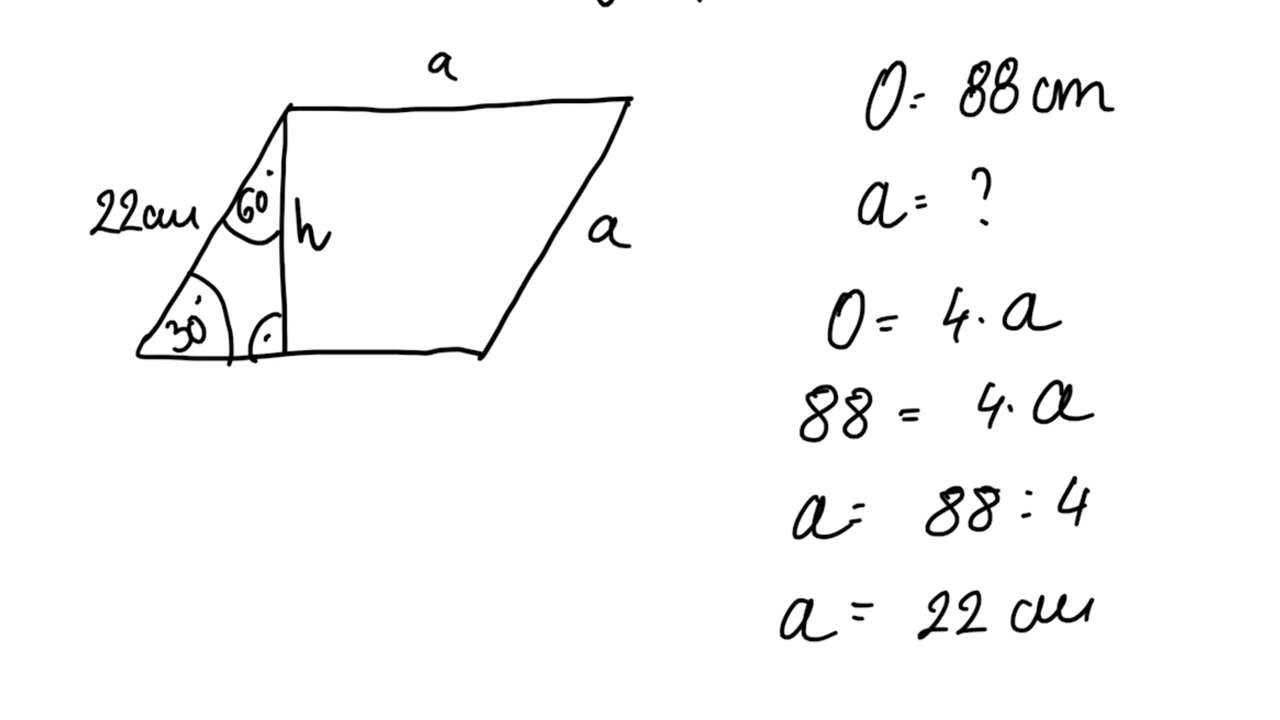 a
22cm
60°
h
a
30°
O= 88cm
a= ?
O= 4·a
88= 4·a
a= 88:4
a= 22cm